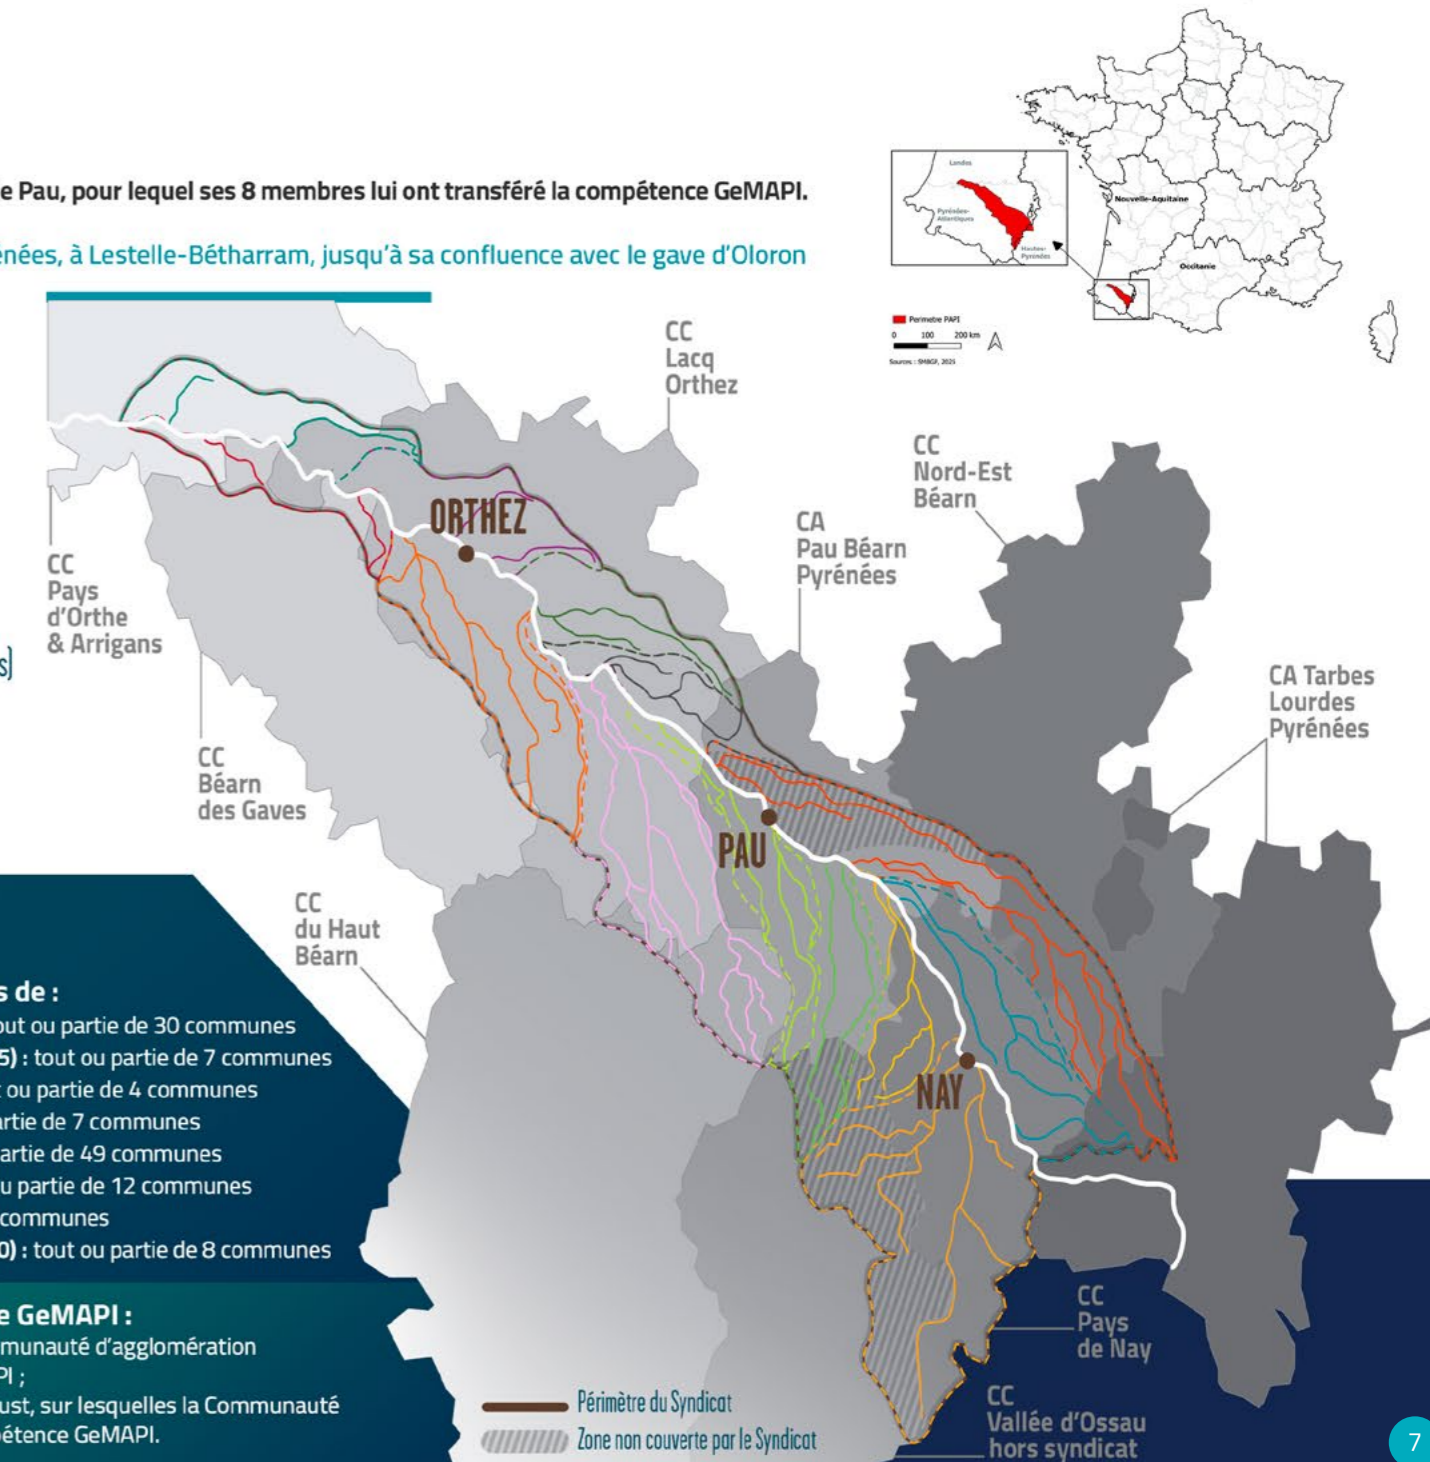 e Pau, pour lequel ses 8 membres lui ont transféré la compétence GeMAPI.
enées, à Lestelle-Bétharram, jusqu'à sa confluence avec le gave d'Oloron
Landes
Pyrénées-
Atlantiques
Hautes-
Pyrénées
Nouvelle-Aquitaine
Occitanie
Perimetre PAPI
0 100 200 km
Sources : SMBGP, 2025
CC
Lacq
Orthez
CC
Nord-Est
Béarn
CA
Pau Béarn
Pyrénées
ORTHEZ
CC
Pays
d'Orthe
& Arrigans
s)
CA Tarbes
Lourdes
Pyrénées
CC
Béarn
des Gaves
PAU
CC
du Haut
Béarn
NAY
s de :
out ou partie de 30 communes
5) : tout ou partie de 7 communes
t ou partie de 4 communes
artie de 7 communes
artie de 49 communes
u partie de 12 communes
communes
0) : tout ou partie de 8 communes
e GeMAPI :
munauté d'agglomération
PI ;
ust, sur lesquelles la Communauté
pétence GeMAPI.
CC
Pays
de Nay
Périmètre du Syndicat
Zone non couverte par le Syndicat
CC
Vallée d'Ossau
hors syndicat
7